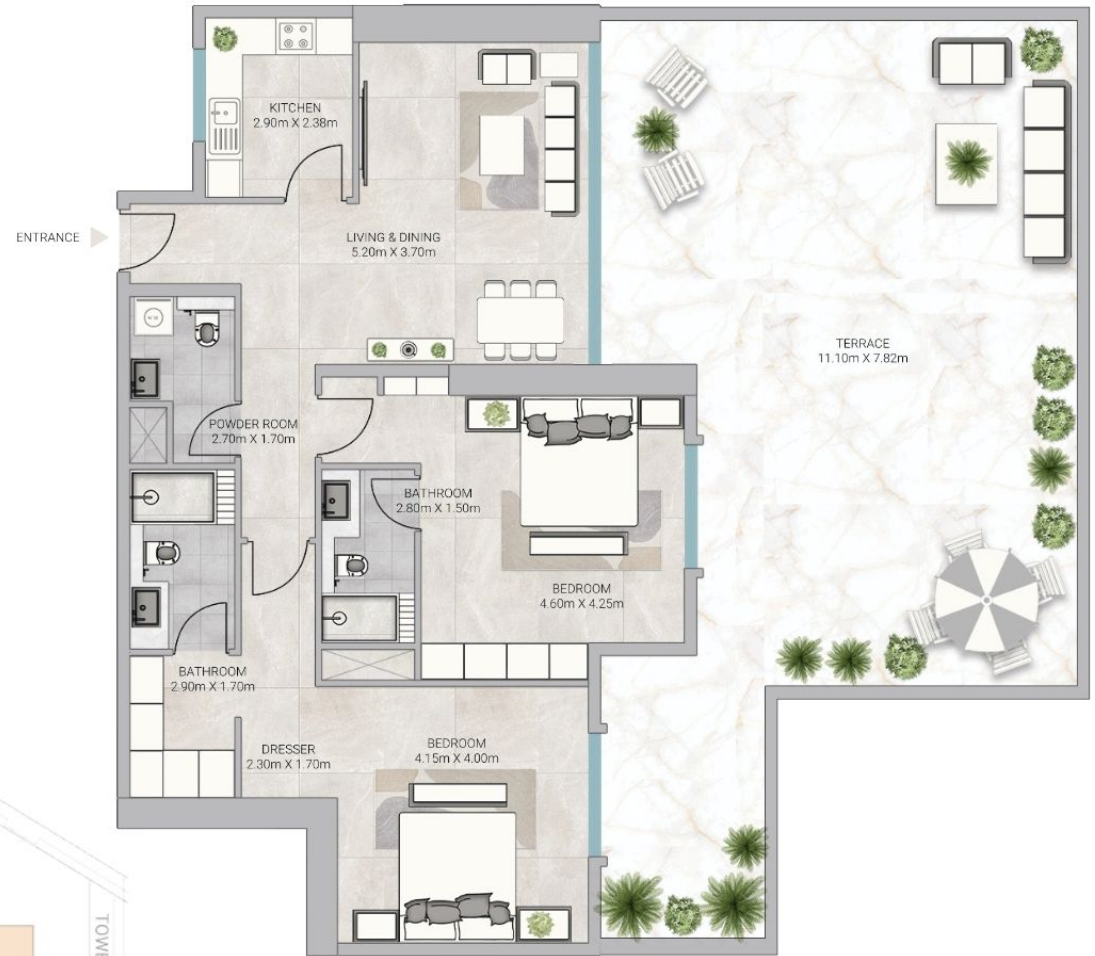 KITCHEN
2.90m X 2.38m
ENTRANCE
LIVING & DINING
5.20m X 3.70m
TERRACE
11.10m X 7.82m
POWDER ROOM
2.70m X 1.70m
BATHROOM
2.80m X 1.50m
BEDROOM
4.60m X 4.25m
BATHROOM
2.90m X 1.70m
DRESSER
2.30m X 1.70m
BEDROOM
4.15m X 4.00m